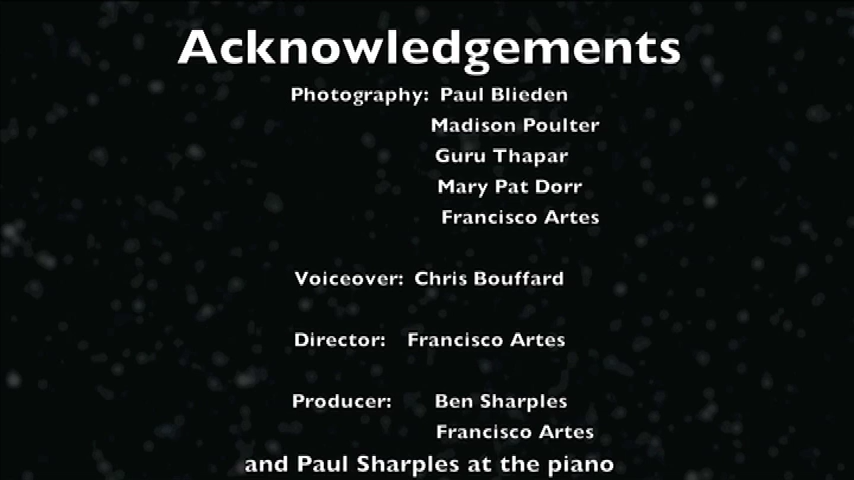 Acknowledgements
Photography: Paul Blieden
Madison Poulter
Guru Thapar
Mary Pat Dorr
Francisco Artes
Voiceover: Chris Bouffard
Director: Francisco Artes
Producer: Ben Sharples
Francisco Artes
and Paul Sharples at the piano